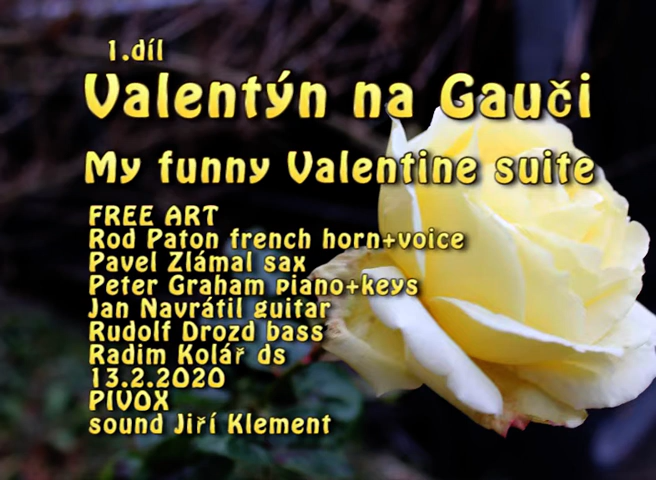 1.díl
Valentýn na Gauči
My funny Valentine suite
FREE ART
Rod Paton french horn+voice
Pavel Zlámal sax
Peter Graham piano+keys
Jan Navrátil guitar
Rudolf Drozd bass
Radim Kolář ds
13.2.2020
PIVOX
sound Jiří Klement